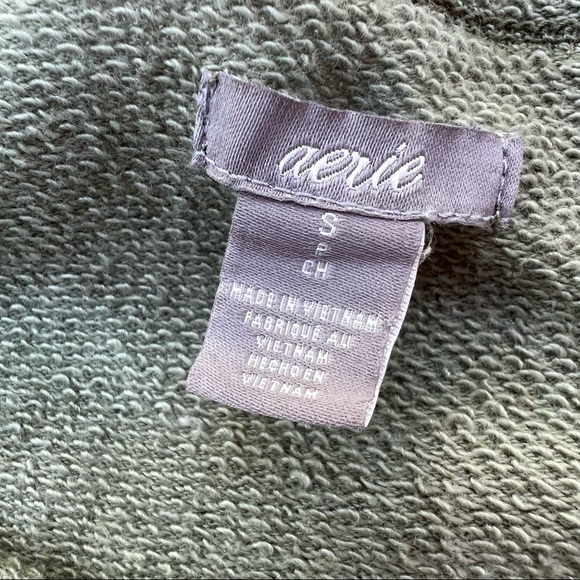 aerie
S
P
CH
MADE IN VIETNAM
FABRIQUÉ AU
VIETNAM
HECHO EN
VIETNAM